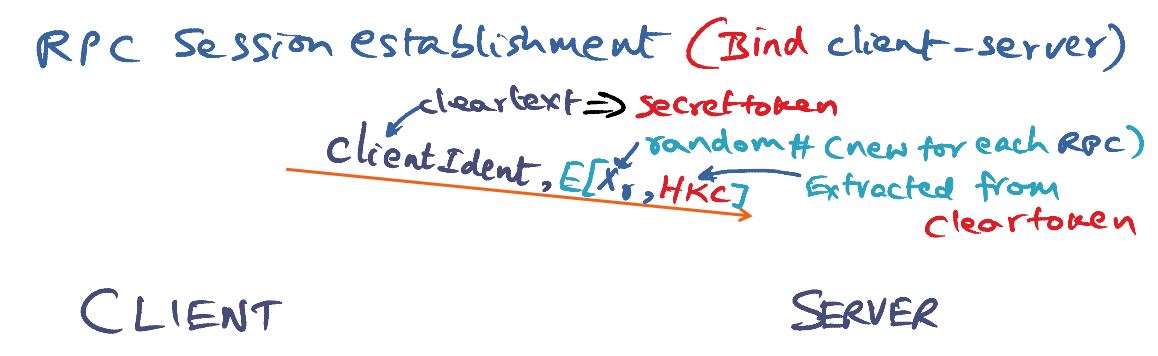 RPC Session establishment (Bind client-server)
cleartext => secrettoken
ClientIdent, E[Xr, HKC]
random # (new for each RPC)
Extracted from
cleartoken
CLIENT
SERVER